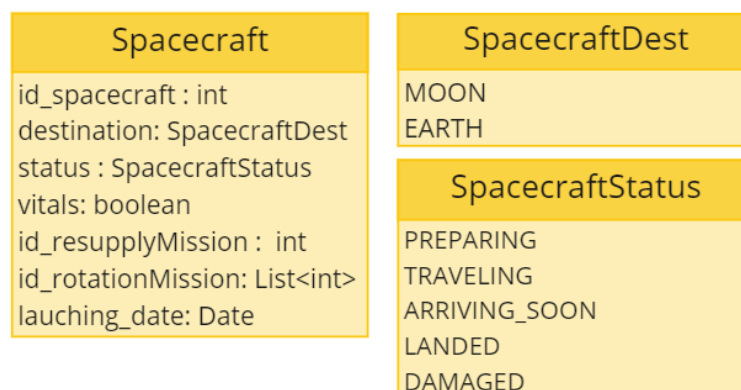 Spacecraft
id_spacecraft : int
destination: SpacecraftDest
status : SpacecraftStatus
vitals: boolean
id_resupplyMission :  int
id_rotationMission: List<int>
lauching_date: Date
SpacecraftDest
MOON
EARTH
SpacecraftStatus
PREPARING
TRAVELING
ARRIVING_SOON
LANDED
DAMAGED